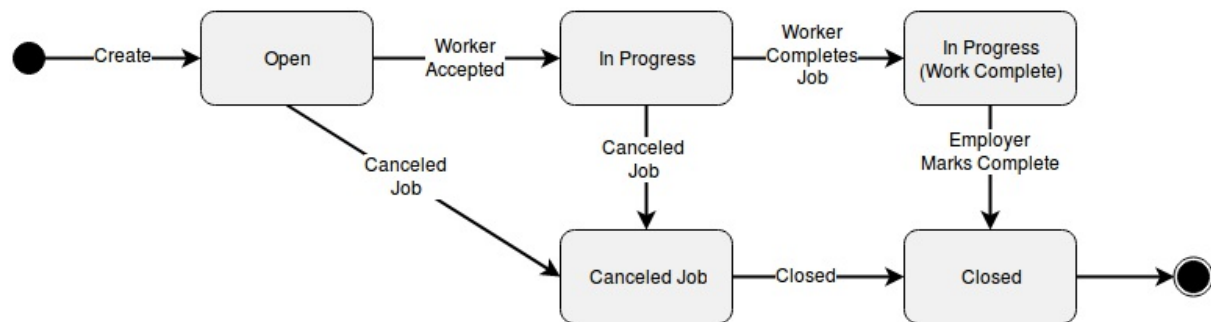 Create
Open
Worker
Accepted
In Progress
Worker
Completes
Job
In Progress
(Work Complete)
Canceled
Job
Canceled
Job
Employer
Marks Complete
Canceled Job
Closed
Closed